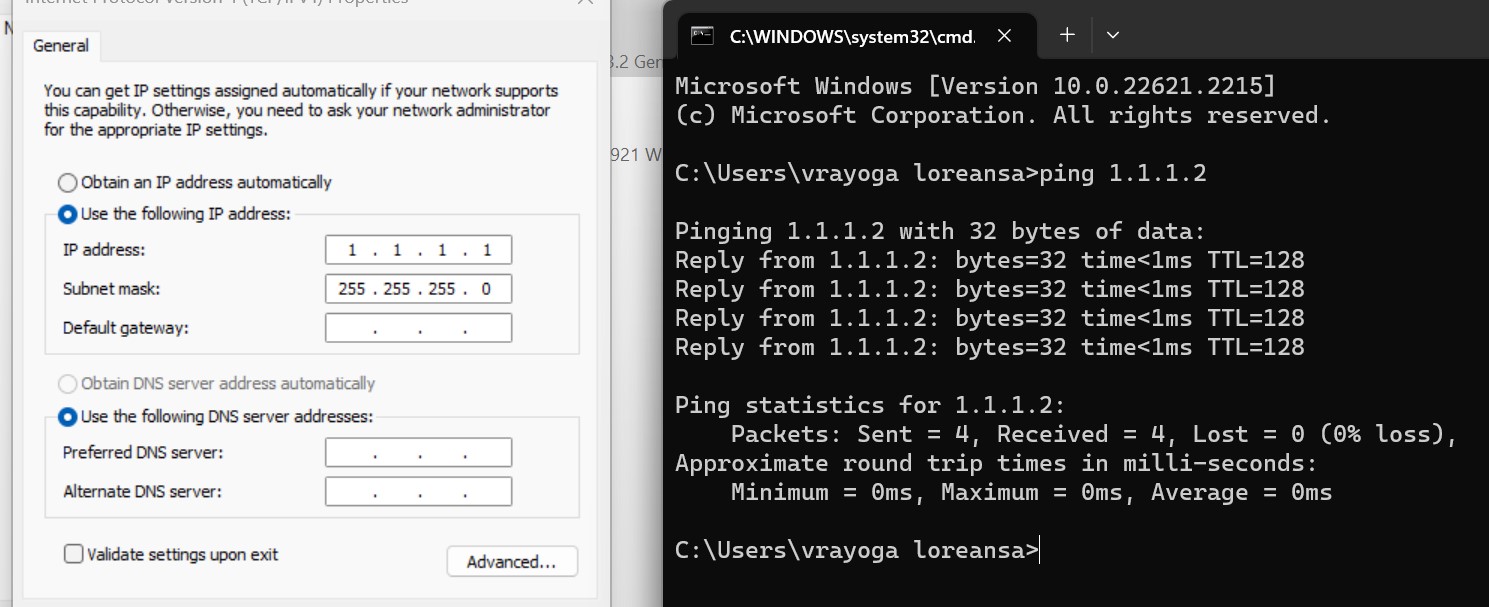 Internet Protocol Version 4 (TCP/IPv4) Properties
General
You can get IP settings assigned automatically if your network supports
this capability. Otherwise, you need to ask your network administrator
for the appropriate IP settings.
Obtain an IP address automatically
Use the following IP address:
IP address: 1 . 1 . 1 . 1
Subnet mask: 255 . 255 . 255 . 0
Default gateway: . . .
Obtain DNS server address automatically
Use the following DNS server addresses:
Preferred DNS server: . . .
Alternate DNS server: . . .
Validate settings upon exit
Advanced...
C:\WINDOWS\system32\cmd.
Microsoft Windows [Version 10.0.22621.2215]
(c) Microsoft Corporation. All rights reserved.
C:\Users\vrayoga loreansa>ping 1.1.1.2
Pinging 1.1.1.2 with 32 bytes of data:
Reply from 1.1.1.2: bytes=32 time<1ms TTL=128
Reply from 1.1.1.2: bytes=32 time<1ms TTL=128
Reply from 1.1.1.2: bytes=32 time<1ms TTL=128
Reply from 1.1.1.2: bytes=32 time<1ms TTL=128
Ping statistics for 1.1.1.2:
Packets: Sent = 4, Received = 4, Lost = 0 (0% loss),
Approximate round trip times in milli-seconds:
Minimum = 0ms, Maximum = 0ms, Average = 0ms
C:\Users\vrayoga loreansa>